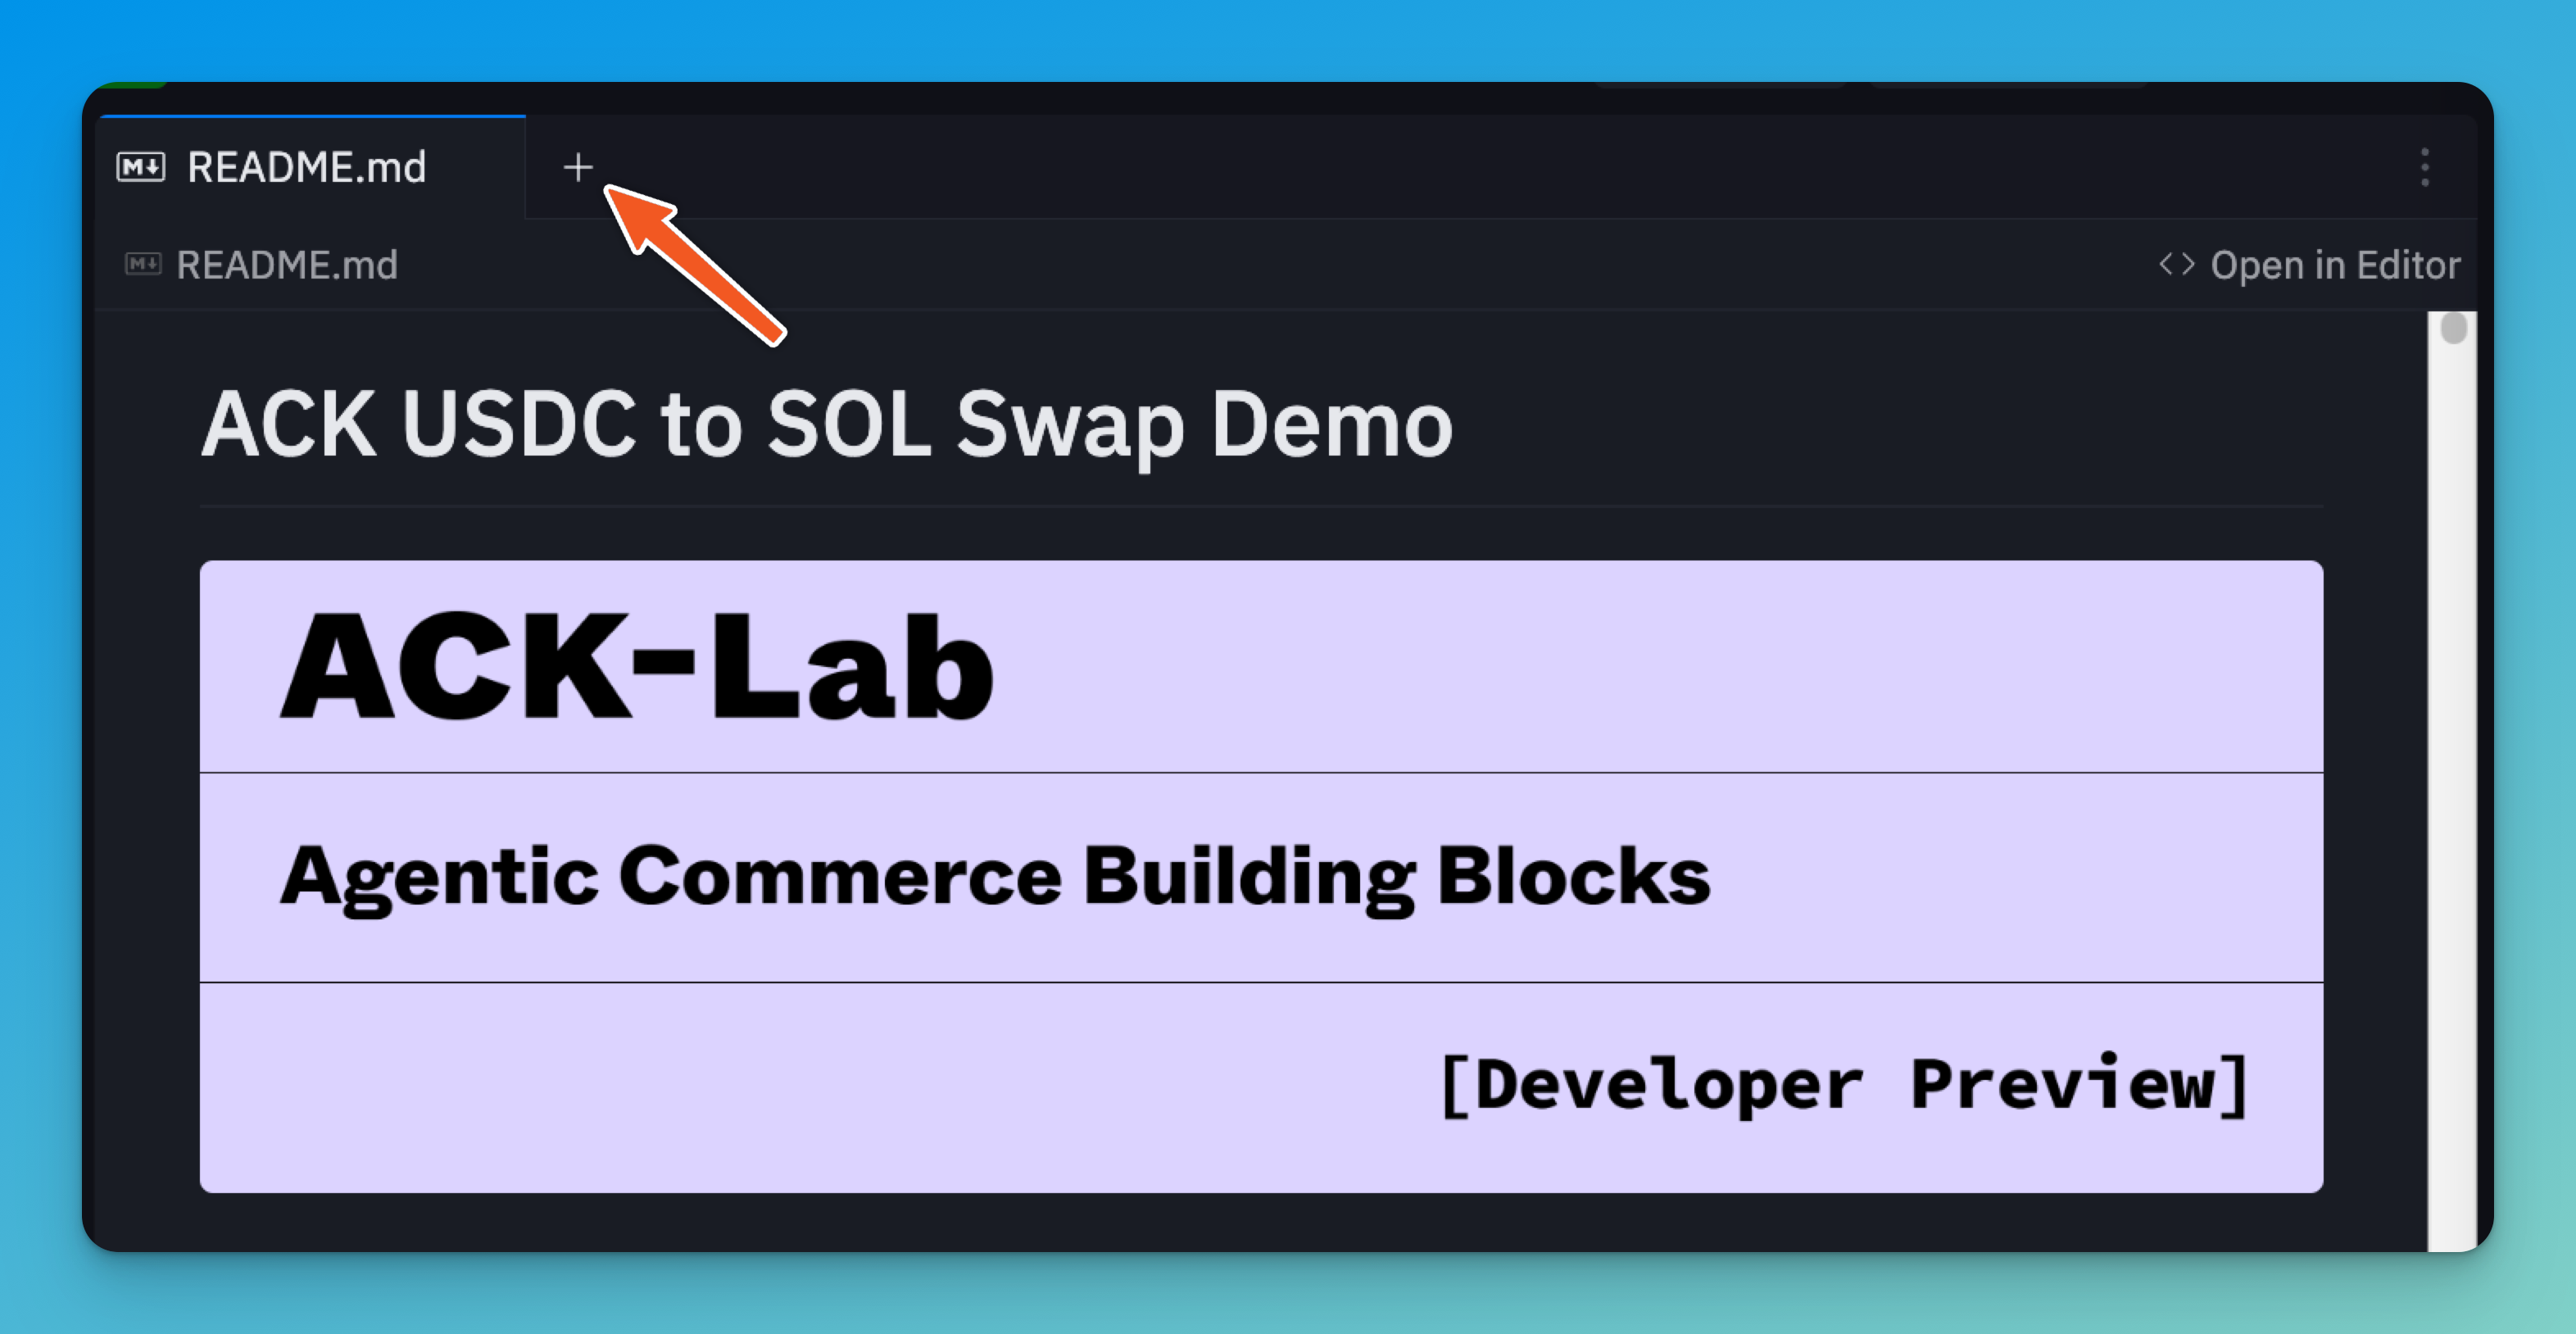 README.md
README.md
Open in Editor
ACK USDC to SOL Swap Demo
ACK-Lab
Agentic Commerce Building Blocks
[Developer Preview]